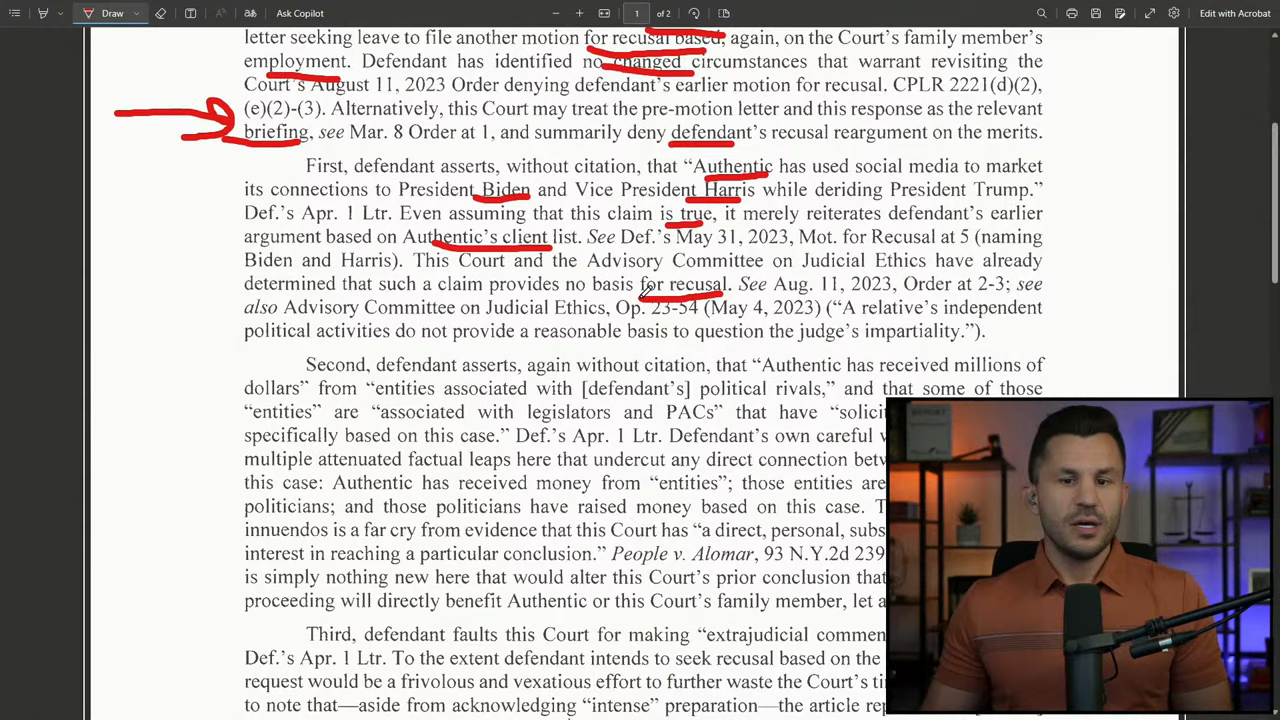 Draw
Ask Copilot
1
of 2
Edit with Acrobat
letter seeking leave to file another motion for recusal based, again, on the Court's family member's
employment. Defendant has identified no changed circumstances that warrant revisiting the
Court's August 11, 2023 Order denying defendant's earlier motion for recusal. CPLR 2221(d)(2),
(e)(2)-(3). Alternatively, this Court may treat the pre-motion letter and this response as the relevant
briefing, see Mar. 8 Order at 1, and summarily deny defendant's recusal reargument on the merits.
First, defendant asserts, without citation, that “Authentic has used social media to market
its connections to President Biden and Vice President Harris while deriding President Trump.”
Def.'s Apr. 1 Ltr. Even assuming that this claim is true, it merely reiterates defendant's earlier
argument based on Authentic's client list. See Def.'s May 31, 2023, Mot. for Recusal at 5 (naming
Biden and Harris). This Court and the Advisory Committee on Judicial Ethics have already
determined that such a claim provides no basis for recusal. See Aug. 11, 2023, Order at 2-3; see
also Advisory Committee on Judicial Ethics, Op. 23-54 (May 4, 2023) (“A relative's independent
political activities do not provide a reasonable basis to question the judge's impartiality.”).
Second, defendant asserts, again without citation, that “Authentic has received millions of
dollars” from “entities associated with [defendant's] political rivals,” and that some of those
“entities” are “associated with legislators and PACs” that have
specifically based on this case.” Def.'s Apr. 1 Ltr. Defendant's own careful
multiple attenuated factual leaps here that undercut any direct connection
this case: Authentic has received money from “entities”; those entities are
politicians; and those politicians have raised money based on this case.
innuendos is a far cry from evidence that this Court has “a direct, personal,
interest in reaching a particular conclusion.” People v. Alomar, 93 N.Y.2d 239
is simply nothing new here that would alter this Court's prior conclusion that
proceeding will directly benefit Authentic or this Court's family member, let
Third, defendant faults this Court for making “extrajudicial
Def.'s Apr. 1 Ltr. To the extent defendant intends to seek recusal based on the
request would be a frivolous and vexatious effort to further waste the Court's
to note that—aside from acknowledging “intense” preparation—the article